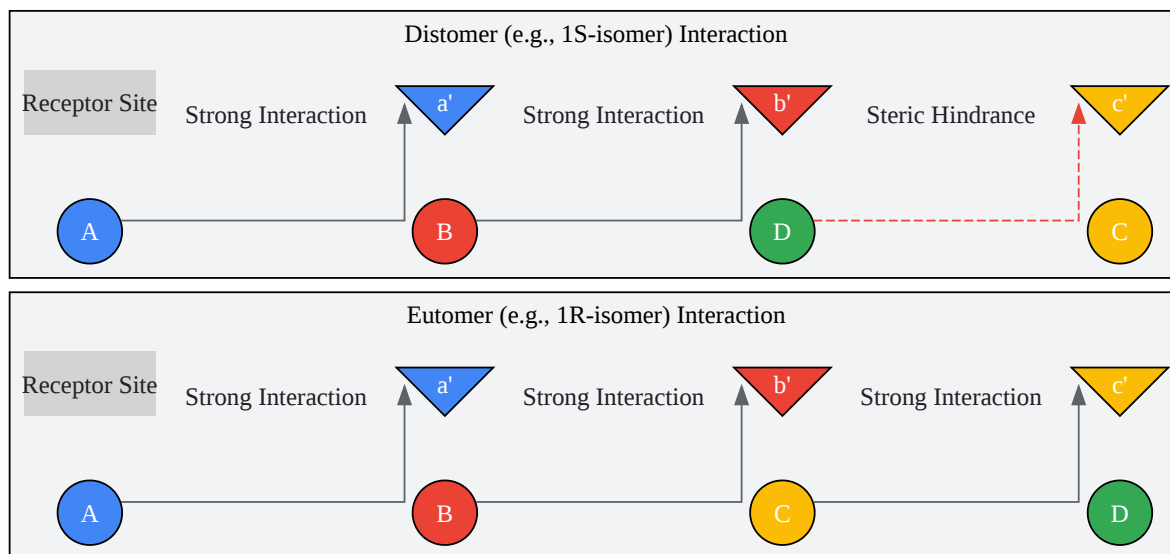 Distomer (e.g., 1S-isomer) Interaction
Receptor Site
Strong Interaction
a'
Strong Interaction
b'
Steric Hindrance
c'
A
B
D
C
Eutomer (e.g., 1R-isomer) Interaction
Receptor Site
Strong Interaction
a'
Strong Interaction
b'
Strong Interaction
c'
A
B
C
D